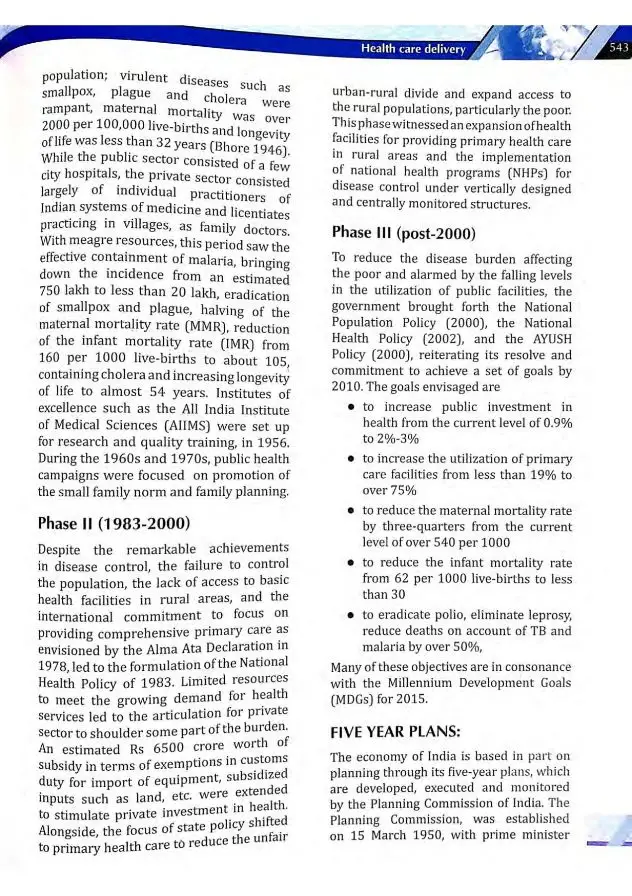 Health care delivery
543
population; virulent diseases such as
smallpox, plague and cholera were
rampant, maternal mortality was over
2000 per 100,000 live-births and longevity
of life was less than 32 years (Bhore 1946).
While the public sector consisted of a few
city hospitals, the private sector consisted
largely of individual practitioners of
Indian systems of medicine and licentiates
practicing in villages, as family doctors.
With meagre resources, this period saw the
effective containment of malaria, bringing
down the incidence from an estimated
750 lakh to less than 20 lakh, eradication
of smallpox and plague, halving of the
maternal mortality rate (MMR), reduction
of the infant mortality rate (IMR) from
160 per 1000 live-births to about 105,
containing cholera and increasing longevity
of life to almost 54 years. Institutes of
excellence such as the All India Institute
of Medical Sciences (AIIMS) were set up
for research and quality training, in 1956.
During the 1960s and 1970s, public health
campaigns were focused on promotion of
the small family norm and family planning.
Phase II (1983-2000)
Despite the remarkable achievements
in disease control, the failure to control
the population, the lack of access to basic
health facilities in rural areas, and the
international commitment to focus on
providing comprehensive primary care as
envisioned by the Alma Ata Declaration in
1978, led to the formulation of the National
Health Policy of 1983. Limited resources
to meet the growing demand for health
services led to the articulation for private
sector to shoulder some part of the burden.
An estimated Rs 6500 crore worth of
subsidy in terms of exemptions in customs
duty for import of equipment, subsidized
inputs such as land, etc. were extended
to stimulate private investment in health.
Alongside, the focus of state policy shifted
to primary health care to reduce the unfair
urban-rural divide and expand access to
the rural populations, particularly the poor.
This phase witnessed an expansion of health
facilities for providing primary health care
in rural areas and the implementation
of national health programs (NHPs) for
disease control under vertically designed
and centrally monitored structures.
Phase III (post-2000)
To reduce the disease burden affecting
the poor and alarmed by the falling levels
in the utilization of public facilities, the
government brought forth the National
Population Policy (2000), the National
Health Policy (2002), and the AYUSH
Policy (2000), reiterating its resolve and
commitment to achieve a set of goals by
2010. The goals envisaged are
• to increase public investment in
health from the current level of 0.9%
to 2%-3%
• to increase the utilization of primary
care facilities from less than 19% to
over 75%
• to reduce the maternal mortality rate
by three-quarters from the current
level of over 540 per 1000
• to reduce the infant mortality rate
from 62 per 1000 live-births to less
than 30
• to eradicate polio, eliminate leprosy,
reduce deaths on account of TB and
malaria by over 50%,
Many of these objectives are in consonance
with the Millennium Development Goals
(MDGs) for 2015.
FIVE YEAR PLANS:
The economy of India is based in part on
planning through its five-year plans, which
are developed, executed and monitored
by the Planning Commission of India. The
Planning Commission, was established
on 15 March 1950, with prime minister